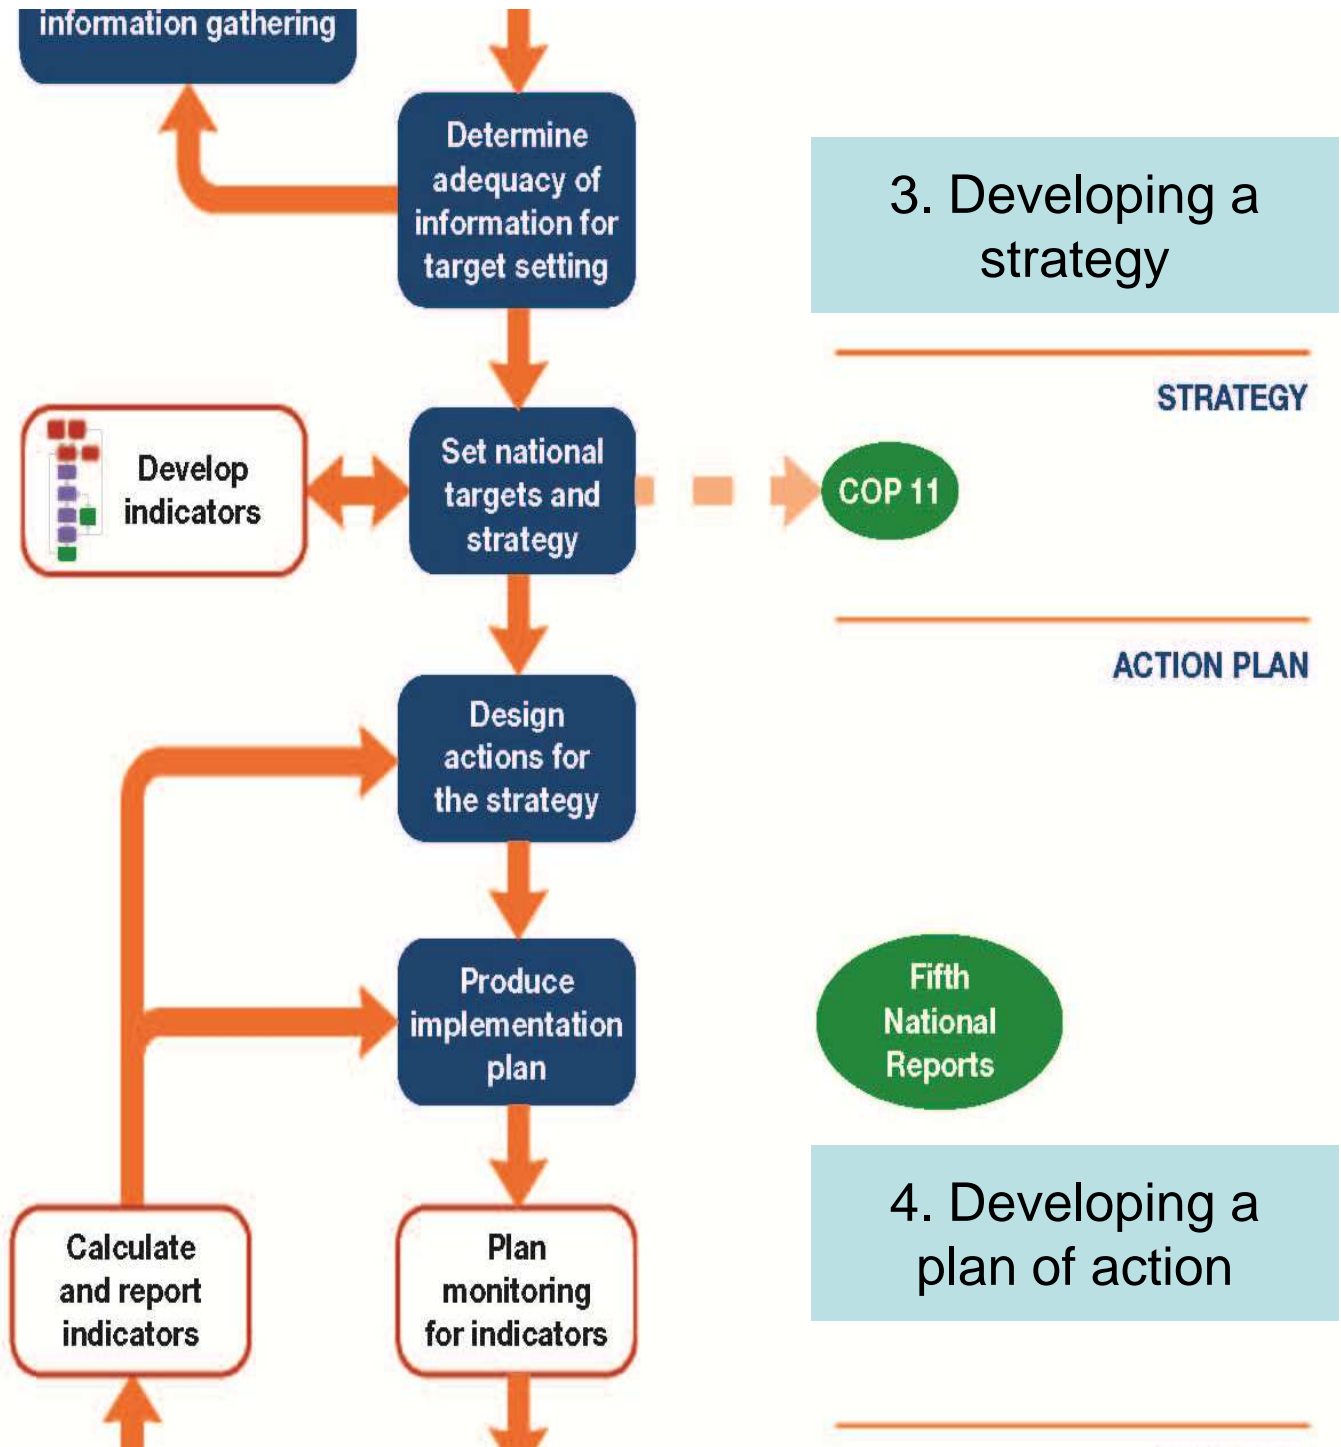 information gathering
Determine
adequacy of
information for
target setting
3. Developing a
strategy
STRATEGY
Develop
indicators
Set national
targets and
strategy
COP 11
ACTION PLAN
Design
actions for
the strategy
Produce
implementation
plan
Fifth
National
Reports
Calculate
and report
indicators
Plan
monitoring
for indicators
4. Developing a
plan of action